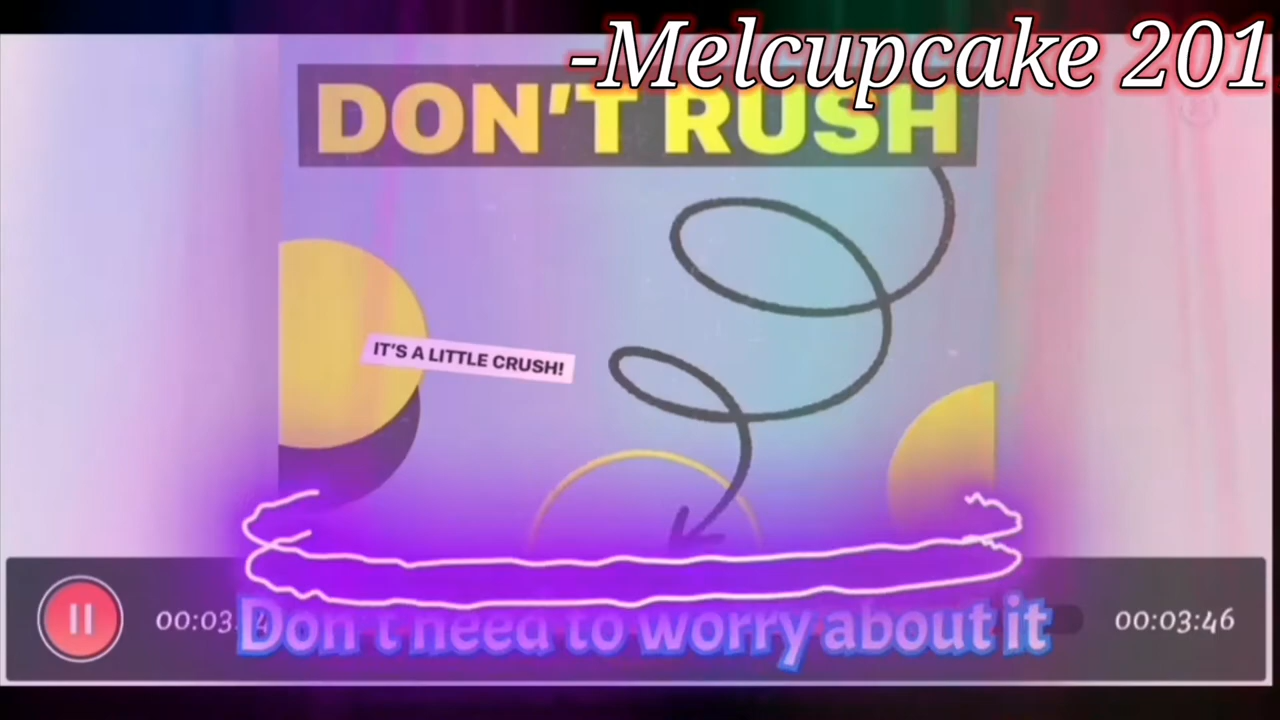 -Melcupcake 201
DON'T RUSH
IT'S A LITTLE CRUSH!
Don't need to worry about it
00:03:46